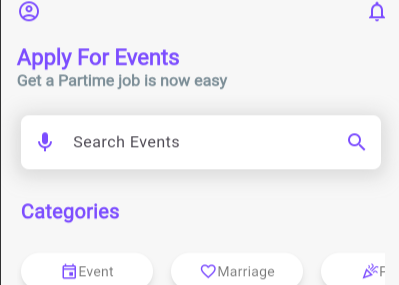 Apply For Events
Get a Partime job is now easy
Search Events
Categories
Event Marriage F